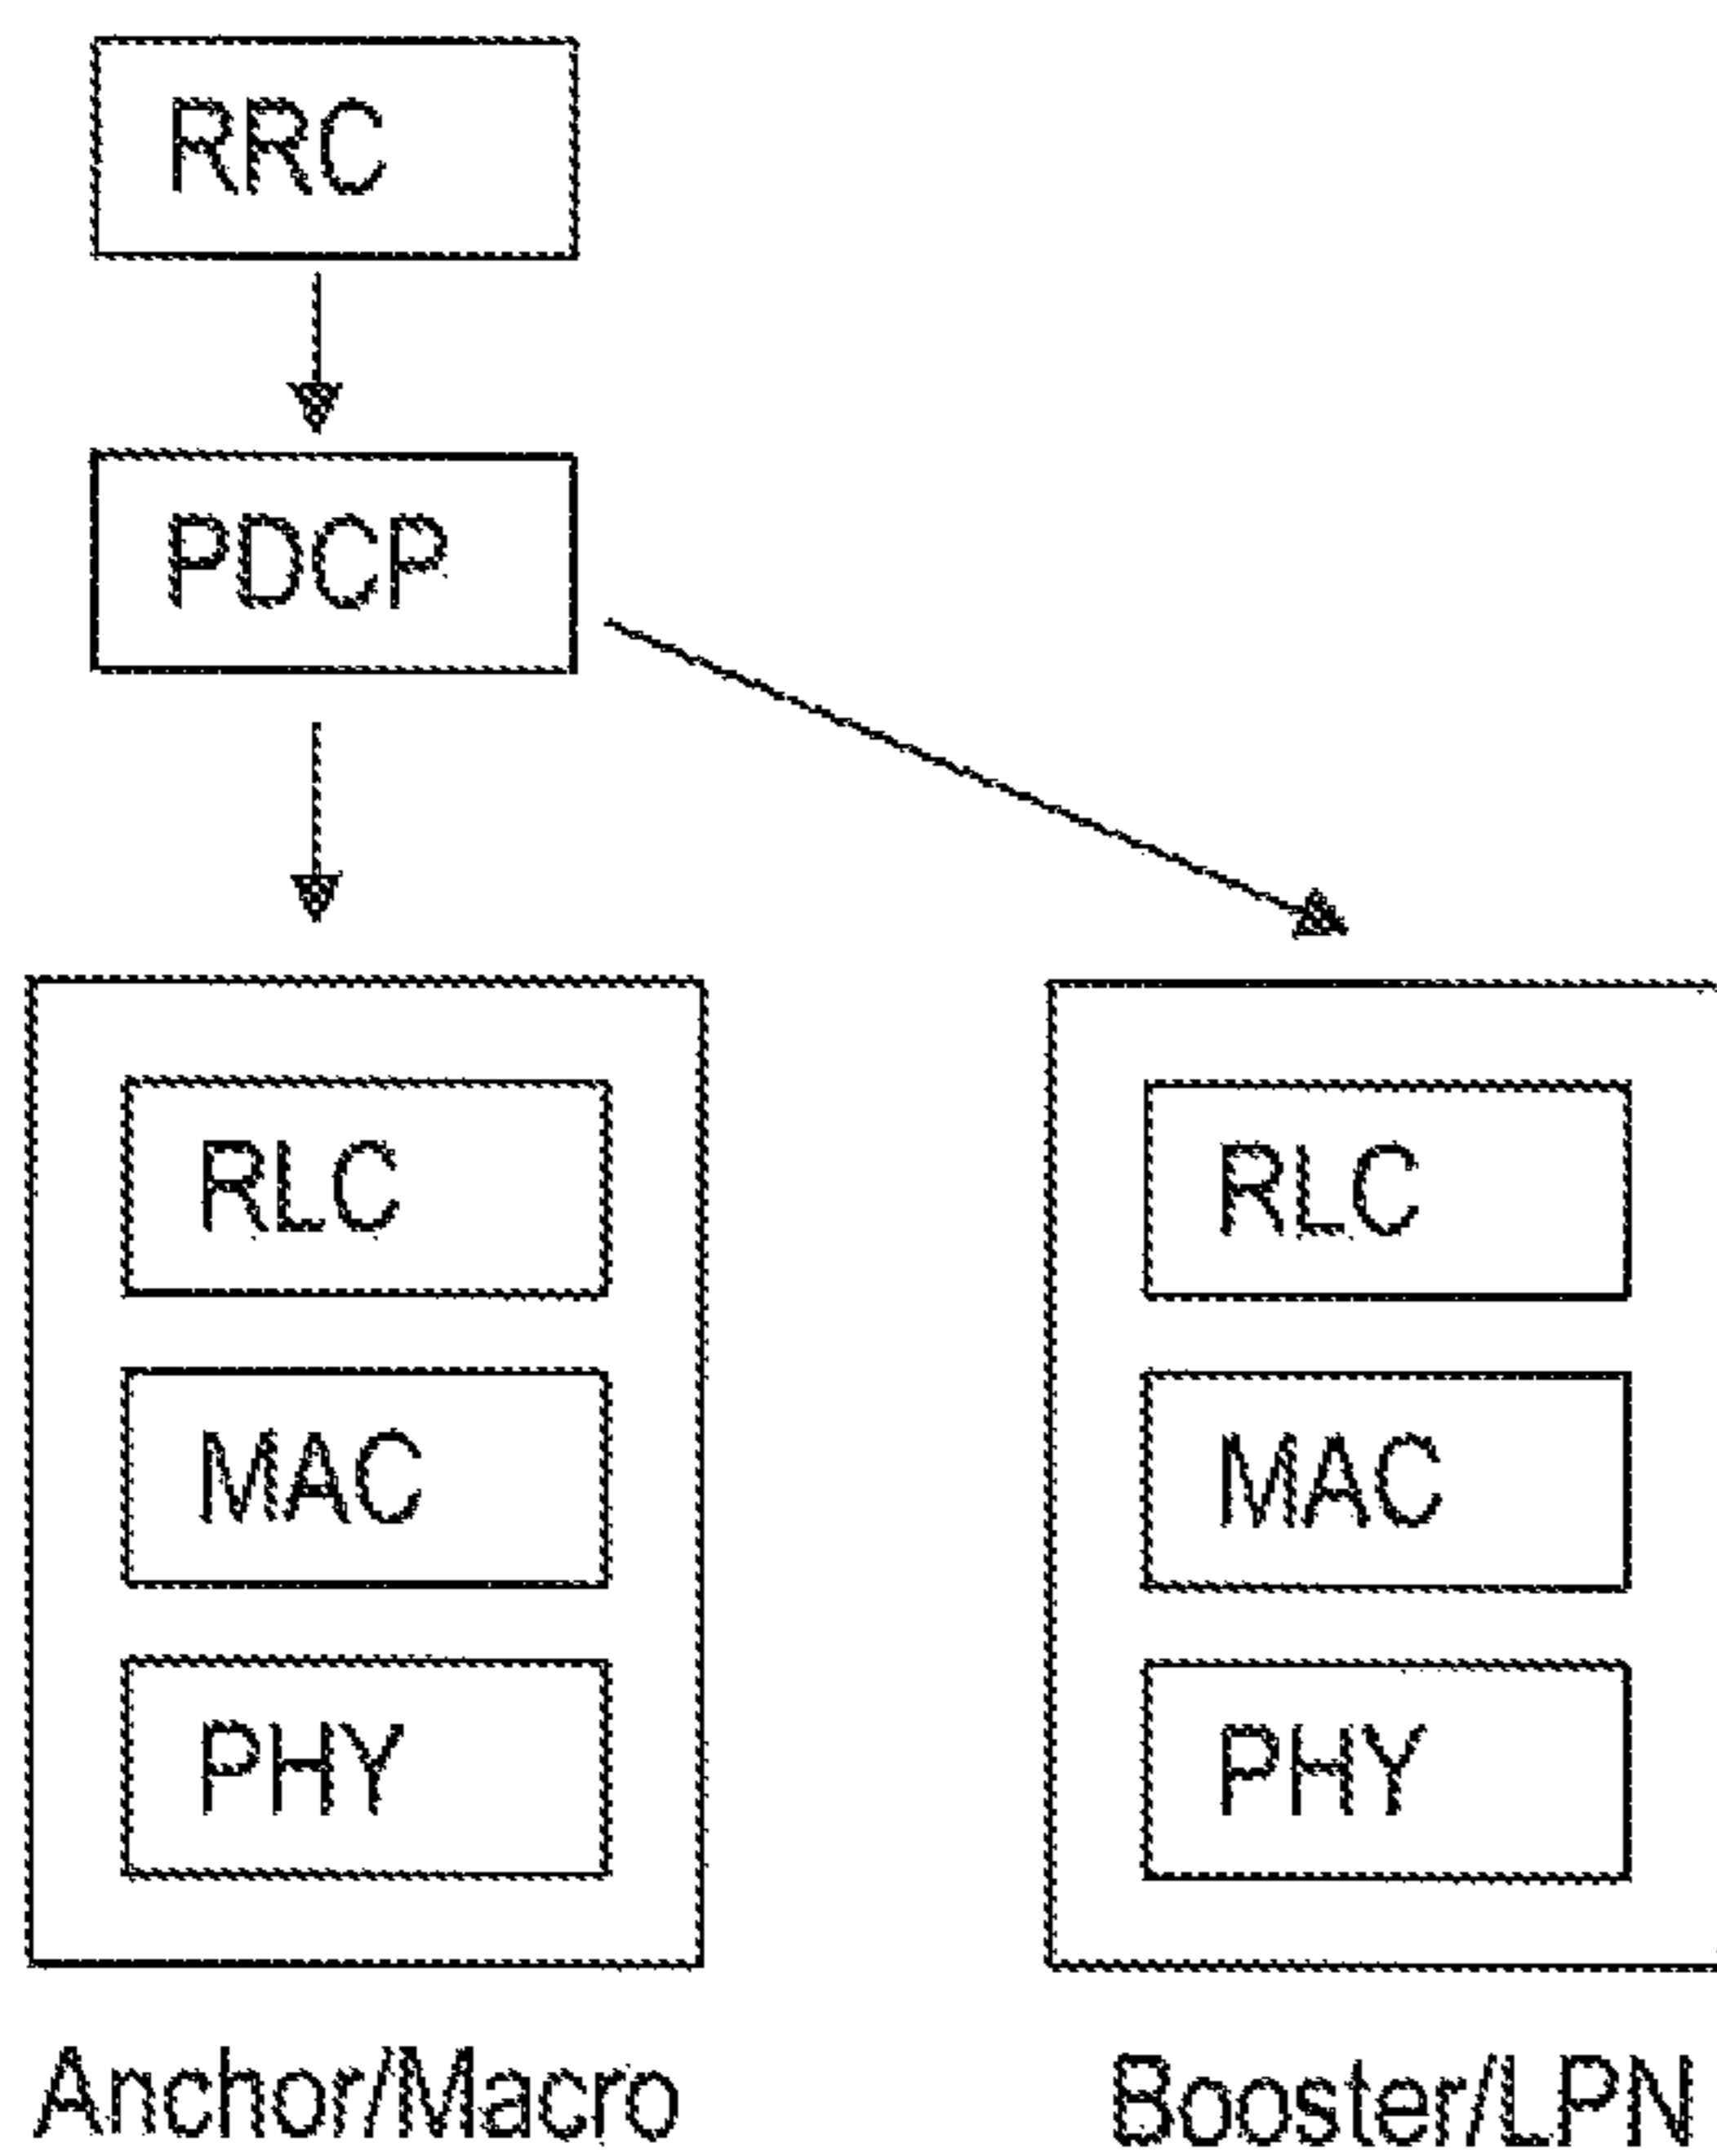 RRC
PDCP
RLC
MAC
PHY
Anchor/Macro
RLC
MAC
PHY
Booster/LPN